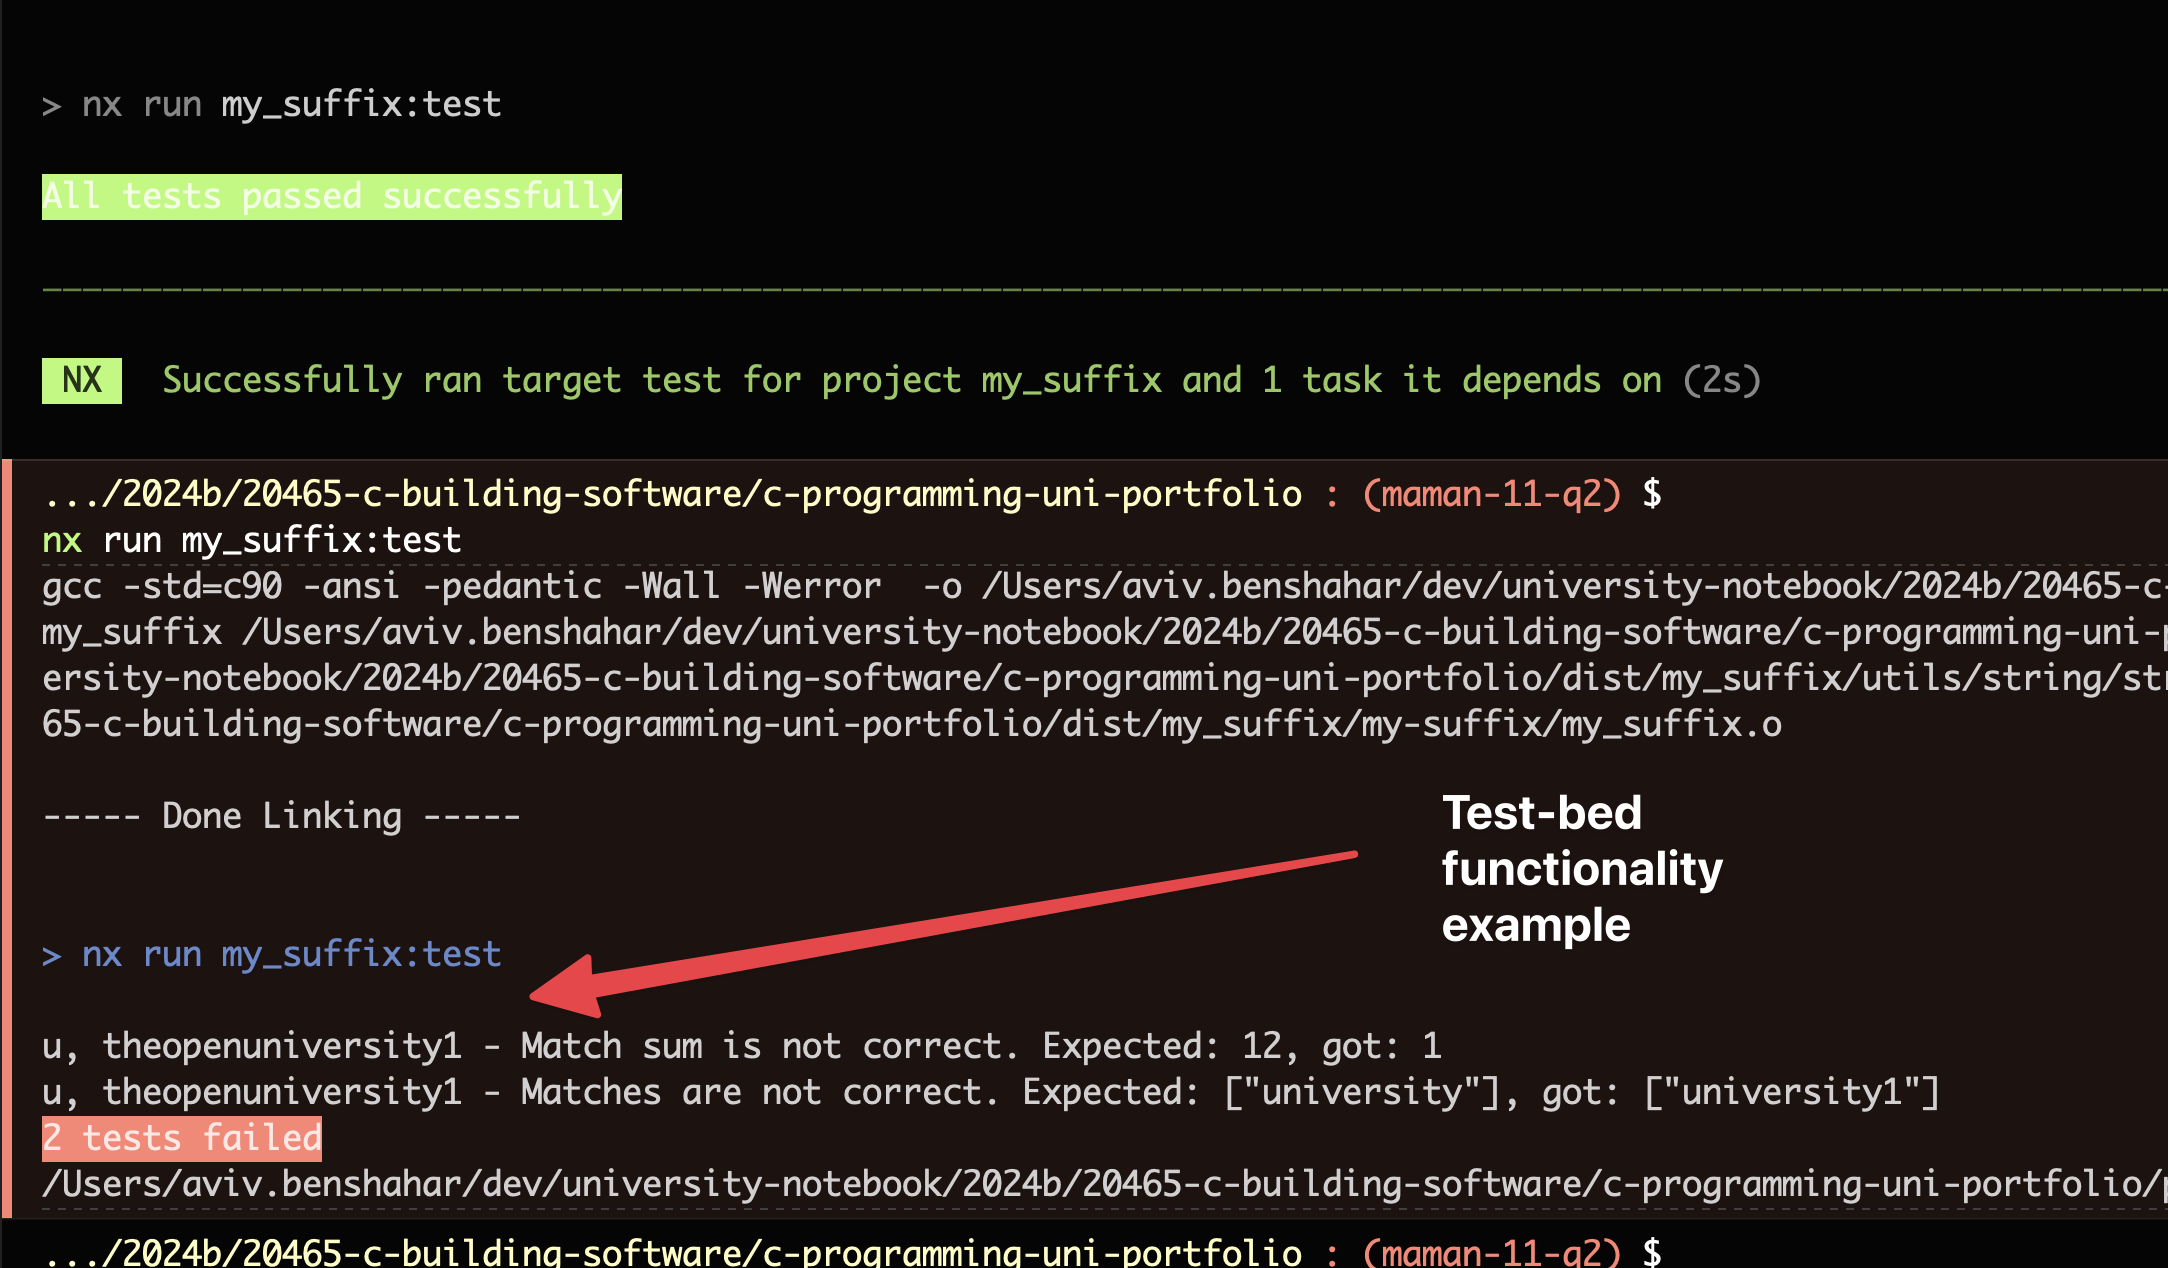 > nx run my_suffix:test
All tests passed successfully
NX Successfully ran target test for project my_suffix and 1 task it depends on (2s)
.../2024b/20465-c-building-software/c-programming-uni-portfolio : (maman-11-q2) $
nx run my_suffix:test
gcc -std=c90 -ansi -pedantic -Wall -Werror  -o /Users/aviv.benshahar/dev/university-notebook/2024b/20465-c-
my_suffix /Users/aviv.benshahar/dev/university-notebook/2024b/20465-c-building-software/c-programming-uni-p
ersity-notebook/2024b/20465-c-building-software/c-programming-uni-portfolio/dist/my_suffix/utils/string/str
65-c-building-software/c-programming-uni-portfolio/dist/my_suffix/my-suffix/my_suffix.o
----- Done Linking -----
Test-bed
functionality
example
> nx run my_suffix:test
u, theopenuniversity1 - Match sum is not correct. Expected: 12, got: 1
u, theopenuniversity1 - Matches are not correct. Expected: ["university"], got: ["university1"]
2 tests failed
/Users/aviv.benshahar/dev/university-notebook/2024b/20465-c-building-software/c-programming-uni-portfolio/p
.../2024b/20465-c-building-software/c-programming-uni-portfolio : (maman-11-q2) $